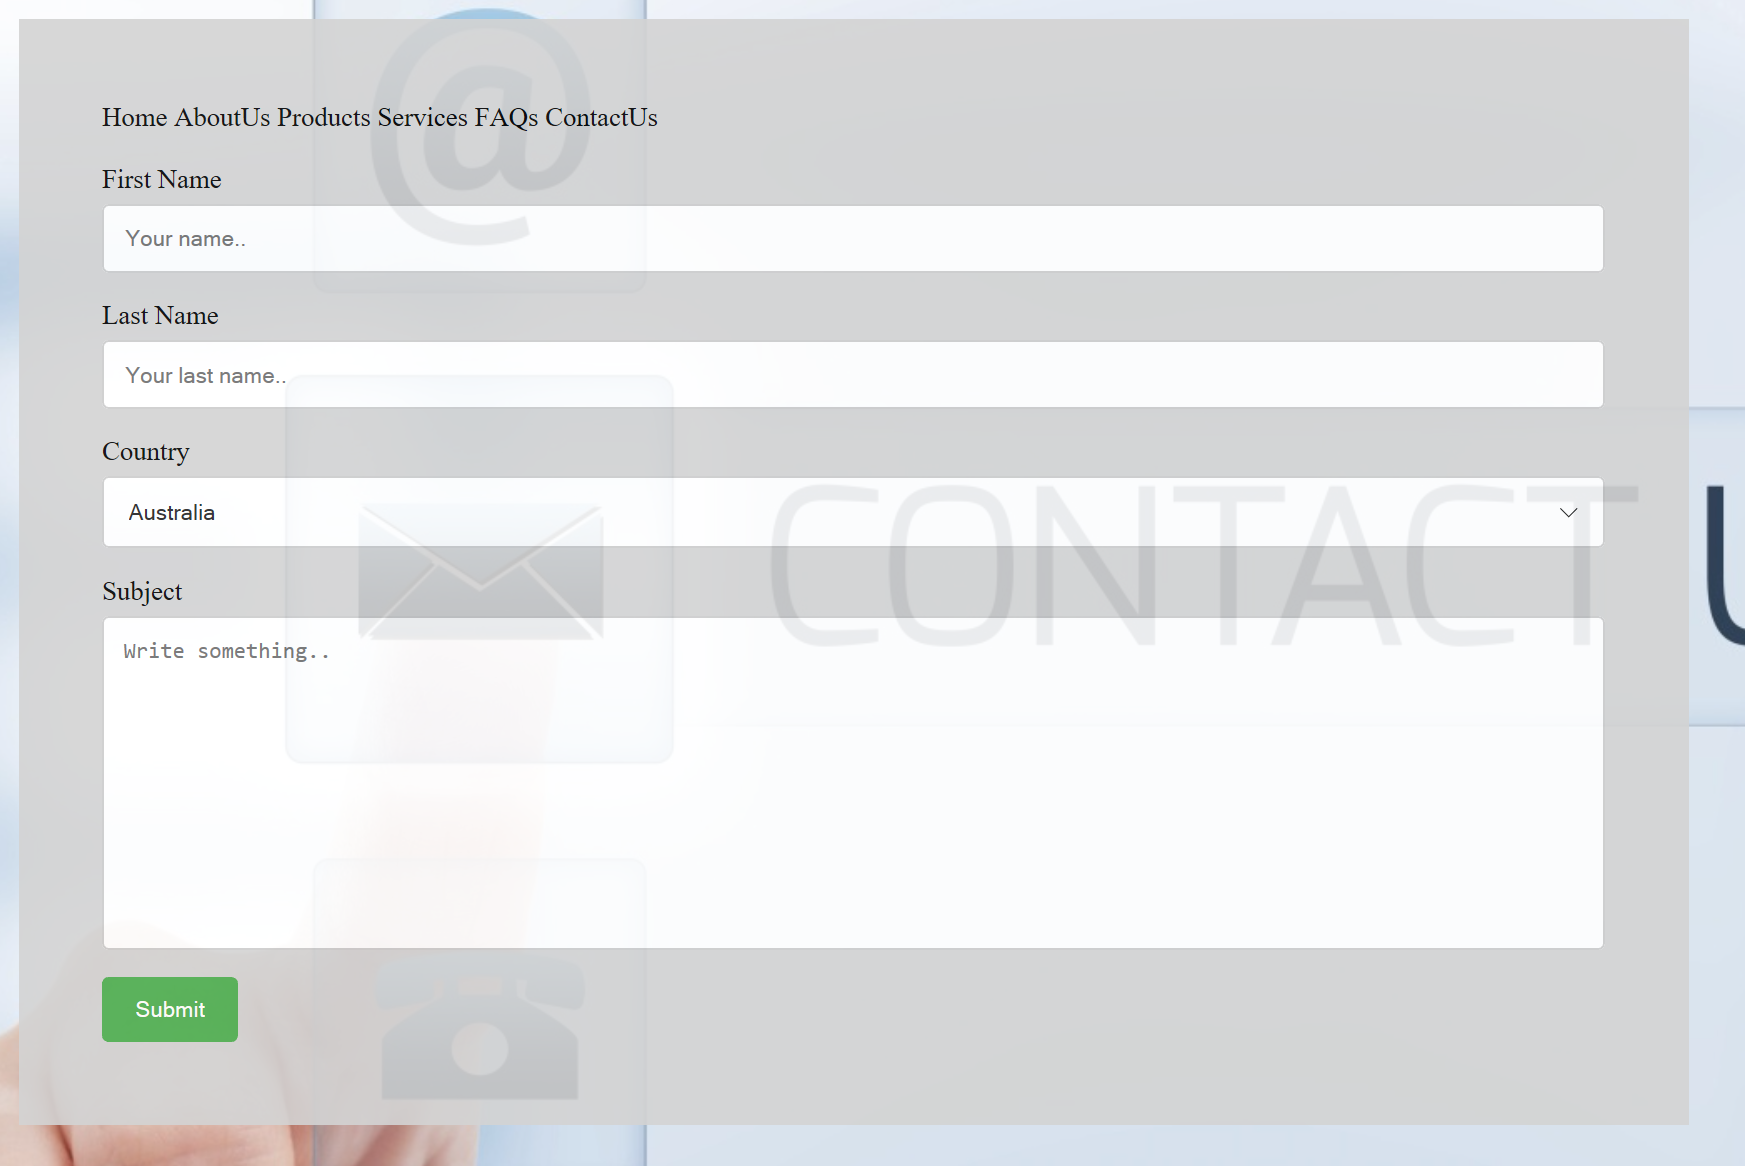 @
Home AboutUs Products Services FAQs ContactUs
First Name
Your name..
Last Name
Your last name..
Country
Australia
CONTACT U
Subject
Write something..
Submit